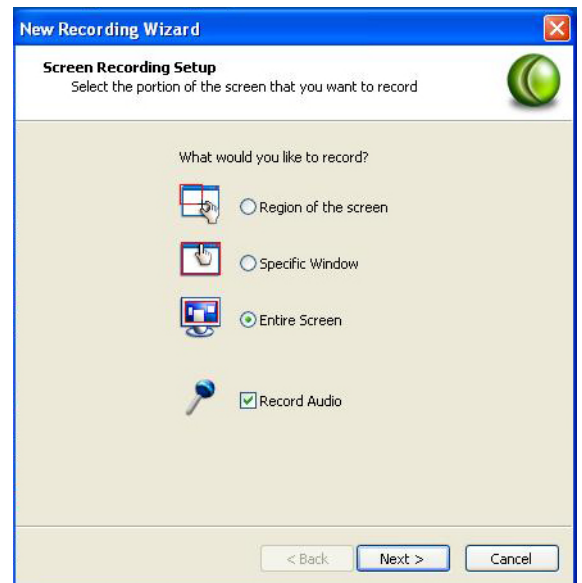 New Recording Wizard
Screen Recording Setup
Select the portion of the screen that you want to record
What would you like to record?
Region of the screen
Specific Window
Entire Screen
Record Audio
< Back Next > Cancel